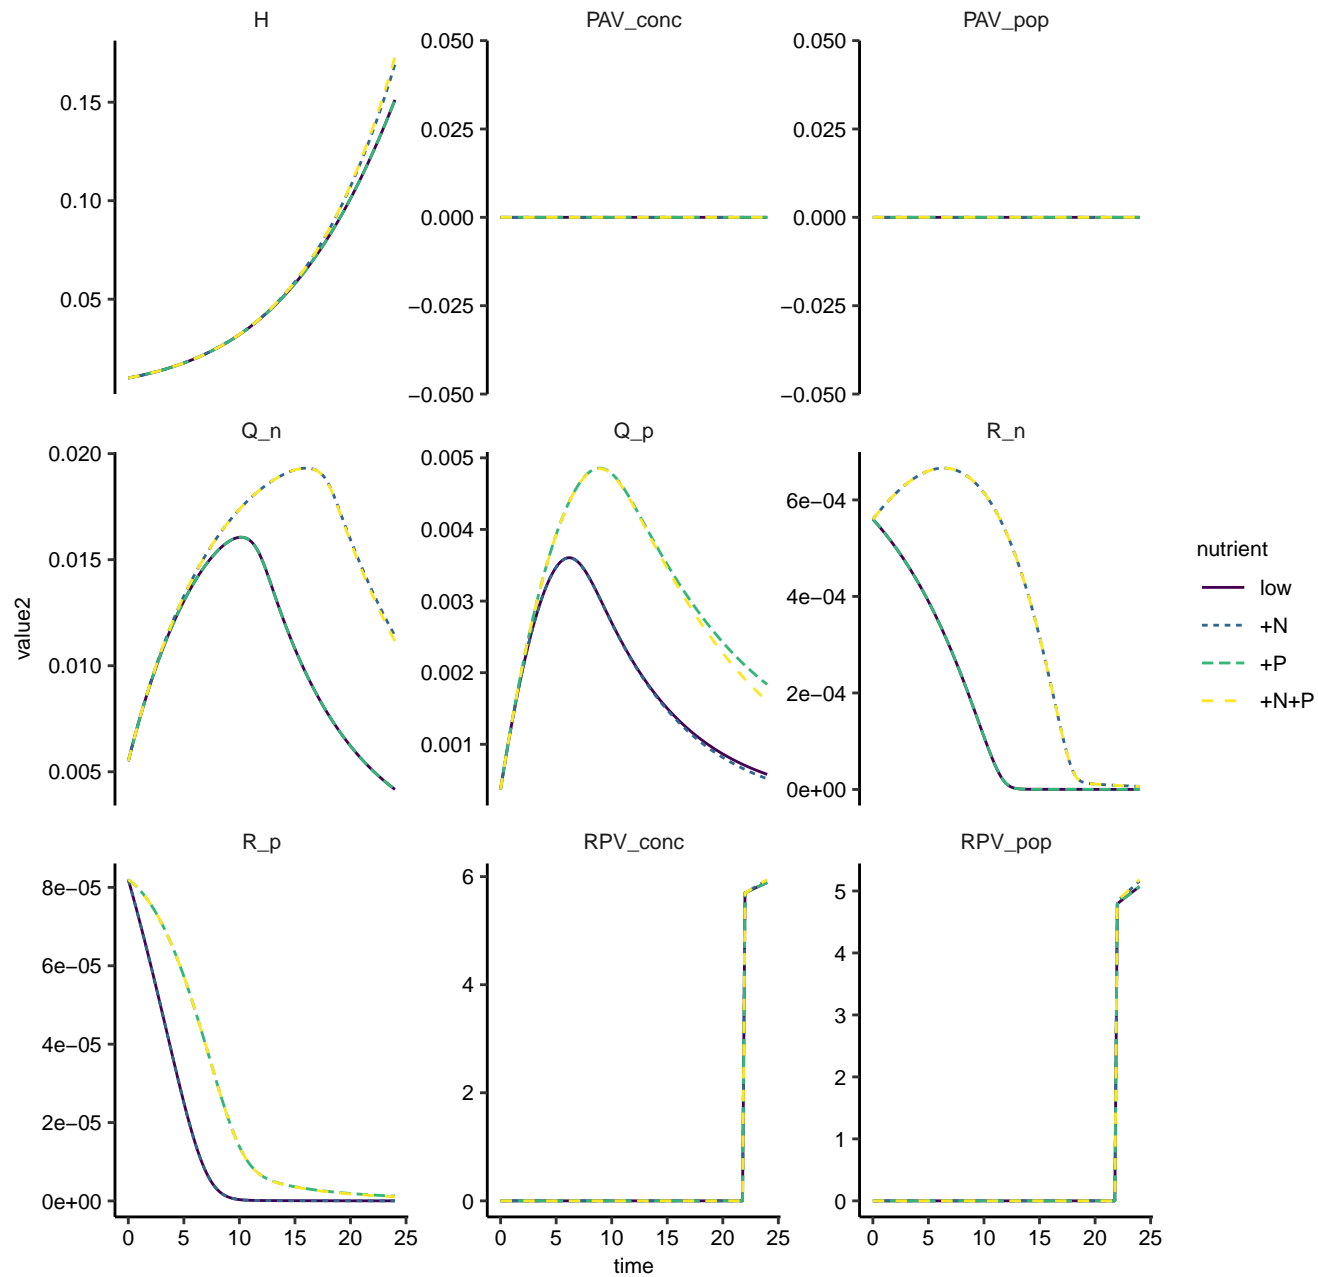 H
PAV_conc
PAV_pop
0.15
0.10
0.05
0.050
0.025
0.000
−0.025
−0.050
0.050
0.025
0.000
−0.025
−0.050
Q_n
Q_p
R_n
0.020
0.015
0.010
0.005
0.005
0.004
0.003
0.002
0.001
6e−04
4e−04
2e−04
0e+00
value2
nutrient
low
+N
+P
+N+P
R_p
RPV_conc
RPV_pop
8e−05
6e−05
4e−05
2e−05
0e+00
6
4
2
0
5
4
3
2
1
0
0 5 10 15 20 25
0 5 10 15 20 25
0 5 10 15 20 25
time